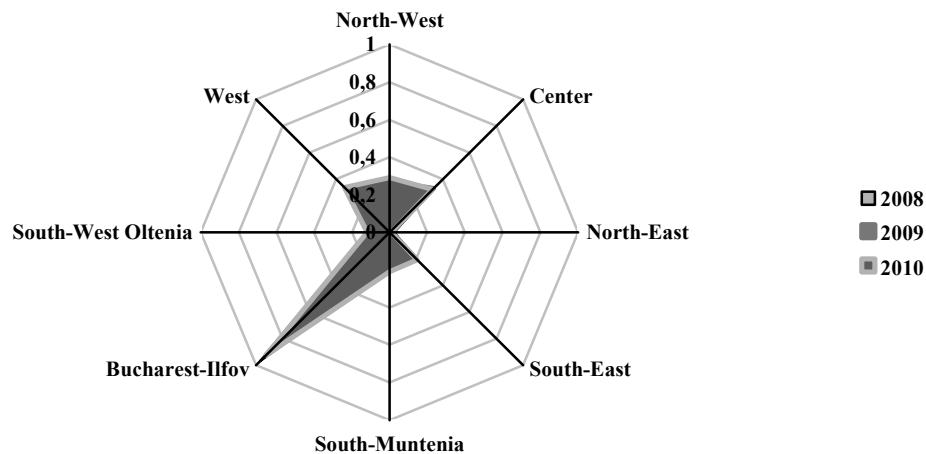 North-West
1
0,8
Center
West
0,6
0,4
0,2
2008
South-West Oltenia
0
North-East
2009
2010
Bucharest-Ilfov
South-East
South-Muntenia